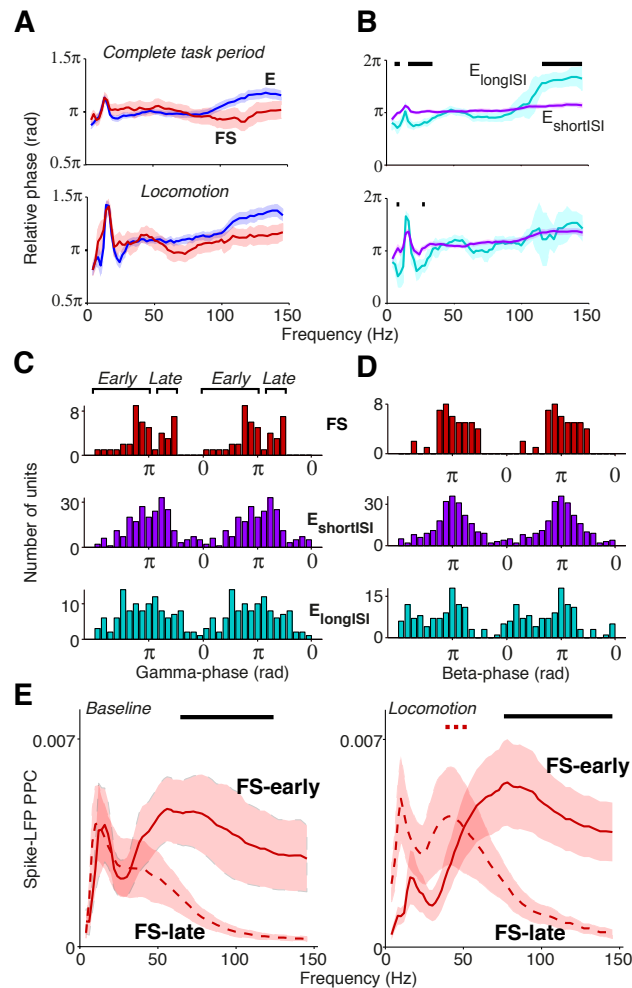 A
B
Complete task period
1.5π
π
0.5π
E
FS
2π
π
0
E longISI
E shortISI
Relative phase (rad)
Locomotion
1.5π
π
0.5π
0 50 100 150
2π
π
0
0 50 100 150
Frequency (Hz)
C
D
Early Late Early Late
8
0
π 0 π 0
FS
8
0
π 0 π 0
Number of units
30
0
π 0 π 0
E shortISI
30
0
π 0 π 0
10
0
π 0 π 0
E longISI
15
0
π 0 π 0
Gamma-phase (rad)
Beta-phase (rad)
E
Baseline
Locomotion
0.007
0
0.007
0
FS-early
FS-early
Spike-LFP PPC
FS-late
FS-late
0 50 100 150
0 50 100 150
Frequency (Hz)